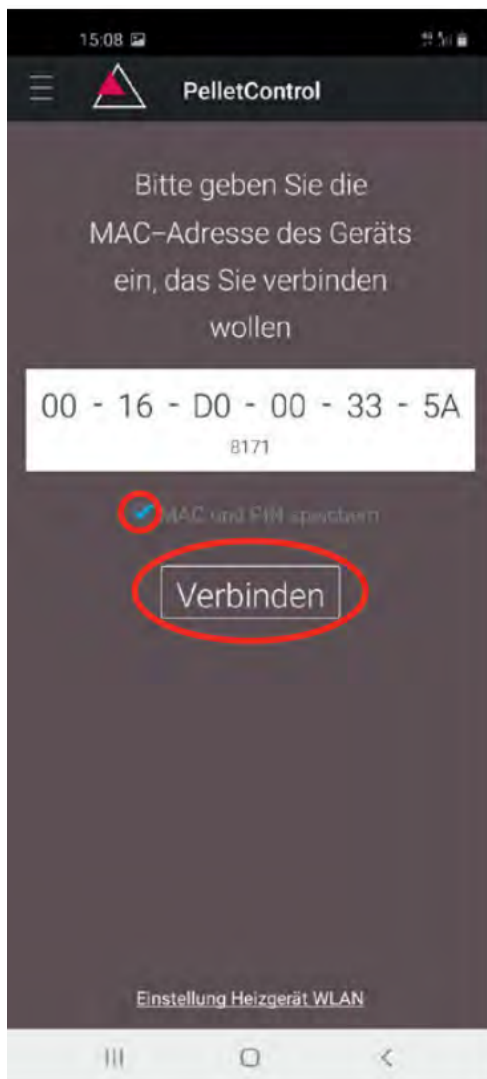 15:08
PelletControl
Bitte geben Sie die
MAC-Adresse des Geräts
ein, das Sie verbinden
wollen
00 - 16 - D0 - 00 - 33 - 5A
8171
MAC und PIN speichern
Verbinden
Einstellung Heizgerät WLAN